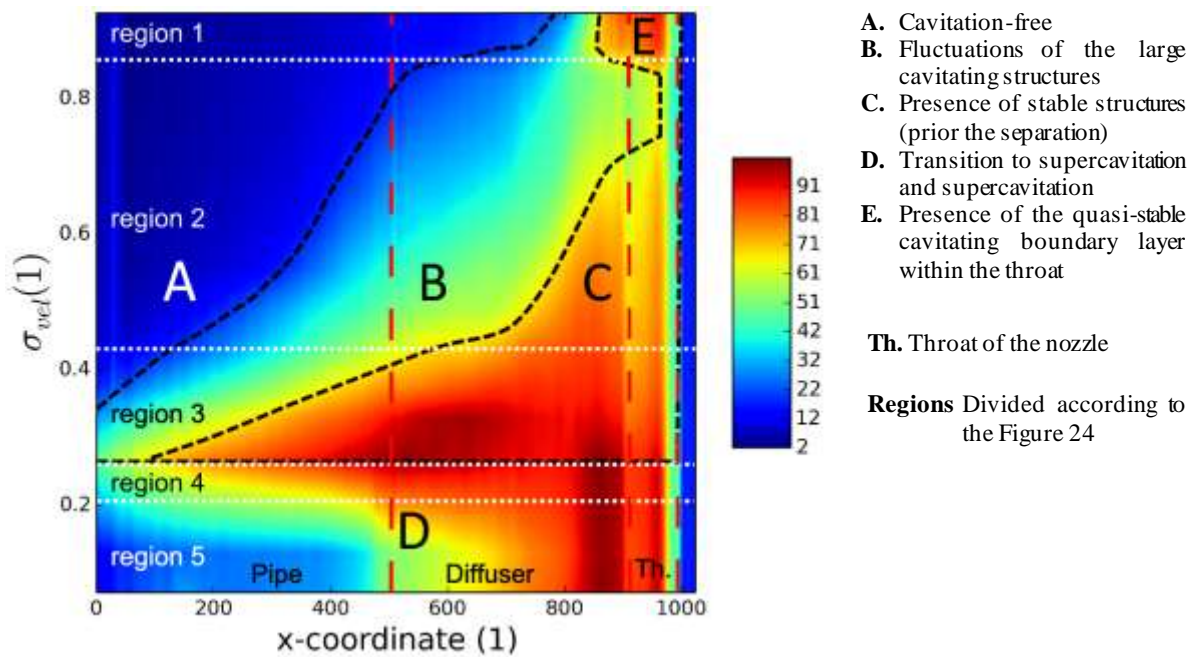 region 1
region 2
region 3
region 4
region 5
A
B
C
D
E
Pipe
Diffuser
Th.
0.8
0.6
0.4
0.2
σvel(1)
0
200
400
600
800
1000
x-coordinate (1)
91
81
71
61
51
42
32
22
12
2
A. Cavitation-free
B. Fluctuations of the large
cavitating structures
C. Presence of stable structures
(prior the separation)
D. Transition to supercavitation
and supercavitation
E. Presence of the quasi-stable
cavitating boundary layer
within the throat
Th. Throat of the nozzle
Regions Divided according to
the Figure 24